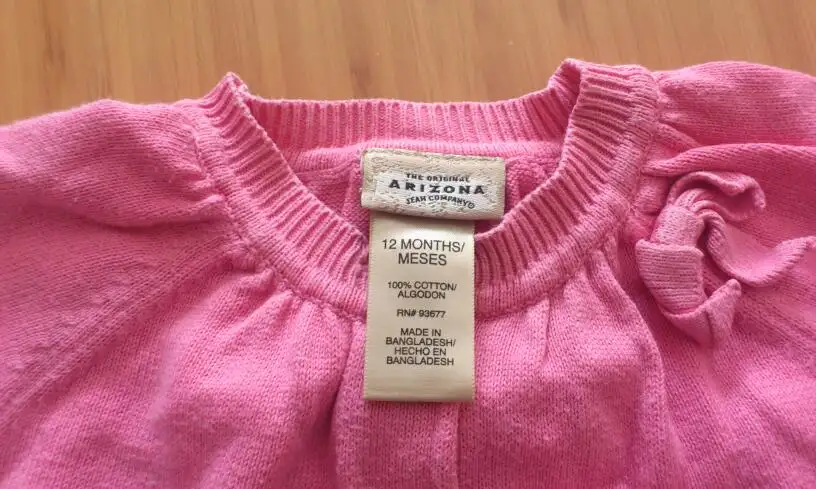 THE ORIGINAL
ARIZONA
JEAN COMPANY©
12 MONTHS/
MESES
100% COTTON/
ALGODON
RN# 93677
MADE IN
BANGLADESH/
HECHO EN
BANGLADESH